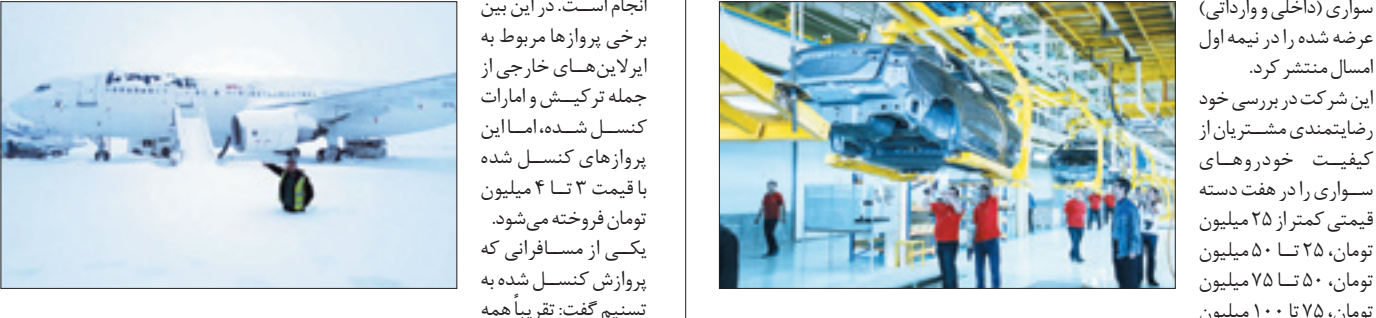 سواری (داخلی و وارداتی)
عرضه شده را در نیمه اول
امسال منتشر کرد.
این شرکت در بررسی خود
رضایتمندی مشتریان از
کیفیت خودروهای
سواری را در هفت دسته
قیمتی کمتر از ۲۵ میلیون
تومان، ۲۵ تا ۵۰ میلیون
تومان، ۵۰ تا ۷۵ میلیون
تومان، ۷۵ تا ۱۰۰ میلیون
انجام است. در این بین
برخی پروازها مربوط به
ایرلاین‌های خارجی از
جمله ترکیش و امارات
کنسل شده، اما این
پروازهای کنسل شده
با قیمت ۳ تا ۴ میلیون
تومان فروخته می‌شود.
یکی از مسافرانی که
پروازش کنسل شده به
تسنیم گفت: تقریباً همه